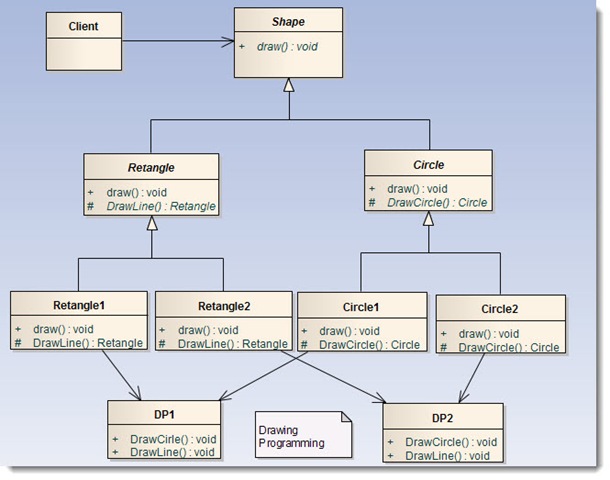 Client
Shape
+ draw() : void
Retangle
+ draw() : void
# DrawLine() : Retangle
Circle
+ draw() : void
# DrawCircle() : Circle
Retangle1
+ draw() : void
# DrawLine() : Retangle
Retangle2
+ draw() : void
# DrawLine() : Retangle
Circle1
+ draw() : void
# DrawCircle() : Circle
Circle2
+ draw() : void
# DrawCircle() : Circle
DP1
+ DrawCirle() : void
+ DrawLine() : void
Drawing
Programming
DP2
+ DrawCircle() : void
+ DrawLine() : void